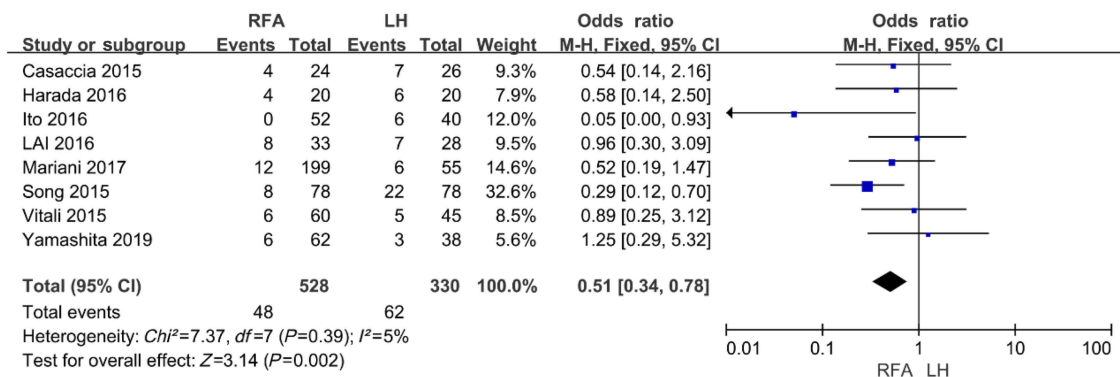 RFA LH Odds ratio Odds ratio
Study or subgroup Events Total Events Total Weight M-H, Fixed, 95% CI M-H, Fixed, 95% CI
Casaccia 2015 4 24 7 26 9.3% 0.54 [0.14, 2.16]
Harada 2016 4 20 6 20 7.9% 0.58 [0.14, 2.50]
Ito 2016 0 52 6 40 12.0% 0.05 [0.00, 0.93]
LAI 2016 8 33 7 28 9.5% 0.96 [0.30, 3.09]
Mariani 2017 12 199 6 55 14.6% 0.52 [0.19, 1.47]
Song 2015 8 78 22 78 32.6% 0.29 [0.12, 0.70]
Vitali 2015 6 60 5 45 8.5% 0.89 [0.25, 3.12]
Yamashita 2019 6 62 3 38 5.6% 1.25 [0.29, 5.32]
Total (95% CI) 528 330 100.0% 0.51 [0.34, 0.78]
Total events 48 62
Heterogeneity: Chi²=7.37, df=7 (P=0.39); I²=5%
Test for overall effect: Z=3.14 (P=0.002)
0.01 0.1 1 10 100
RFA LH